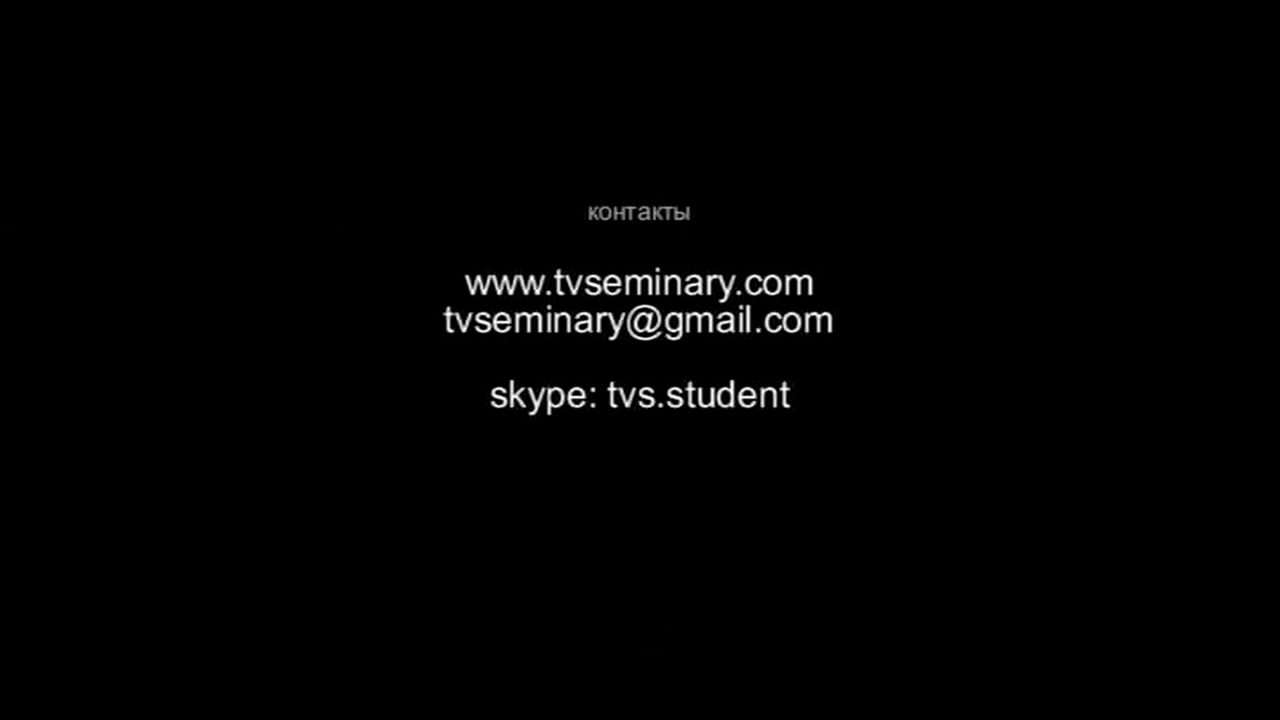 контакты
www.tvseminary.com
tvseminary@gmail.com
skype: tvs.student